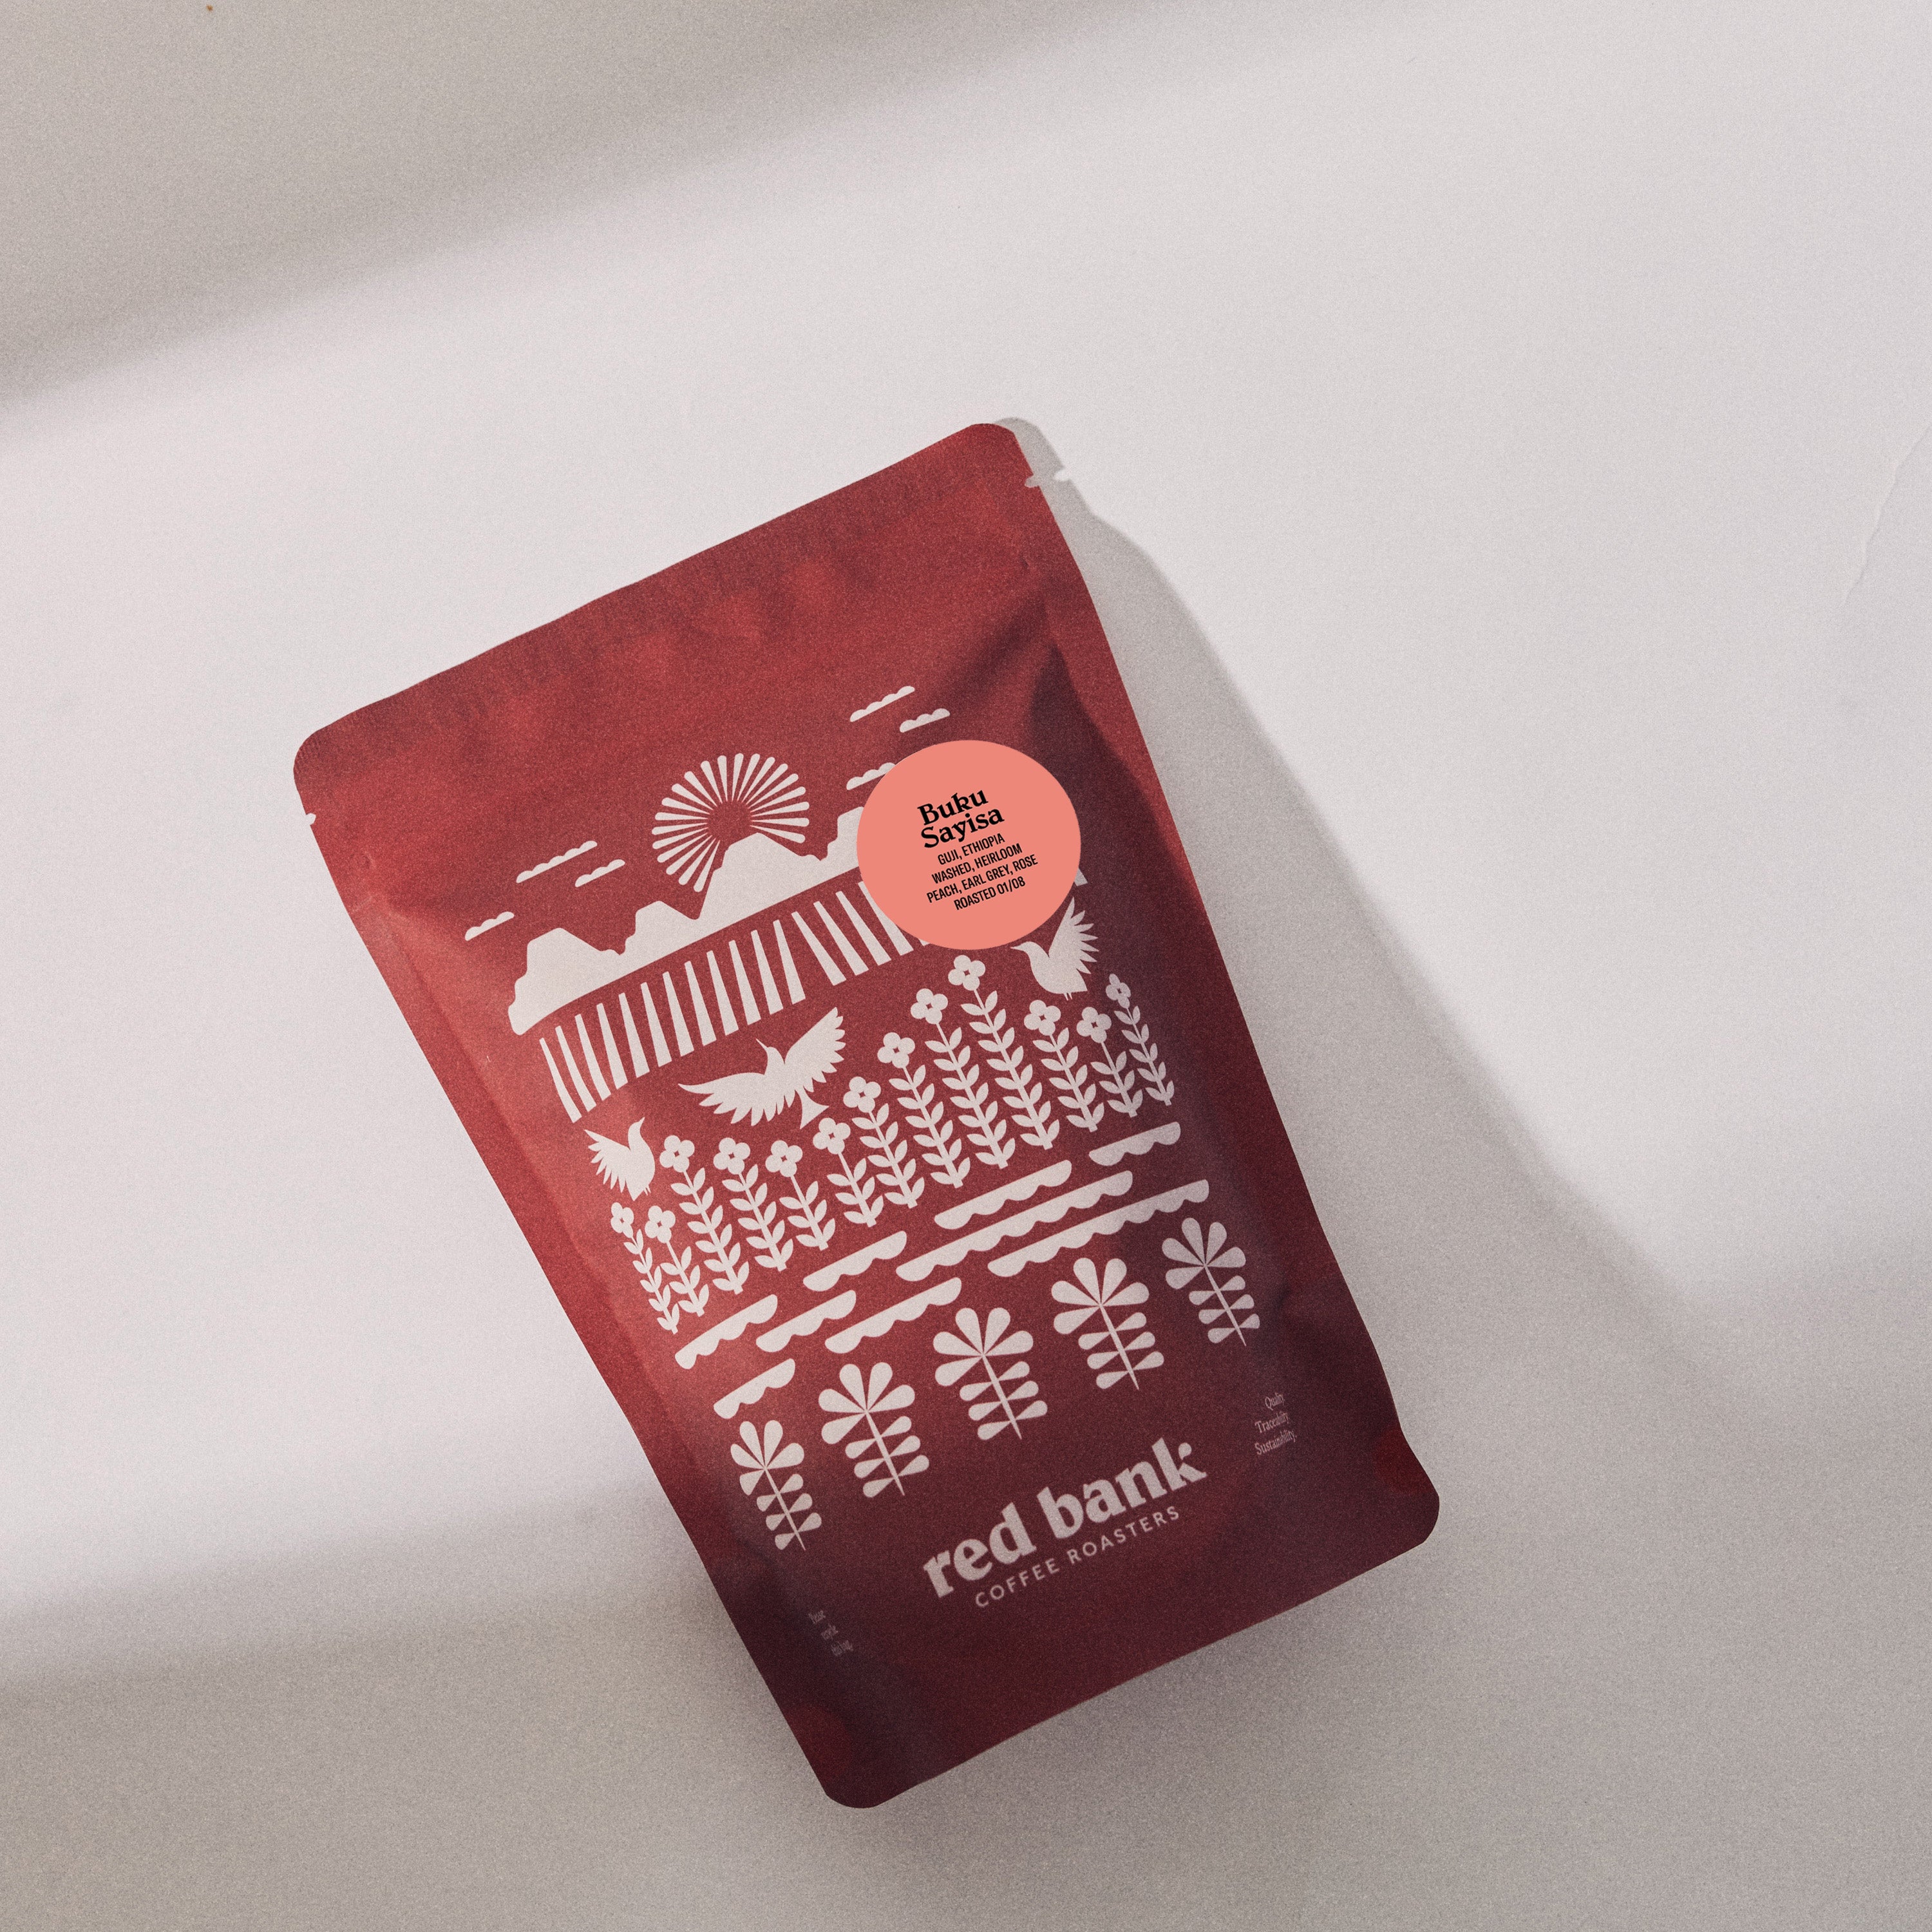 Buku
Sayisa
GUJI, ETHIOPIA
WASHED, HEIRLOOM
PEACH, EARL GREY, ROSE
ROASTED 01/08
Quality.
Traceability.
Sustainability.
red bank
COFFEE ROASTERS